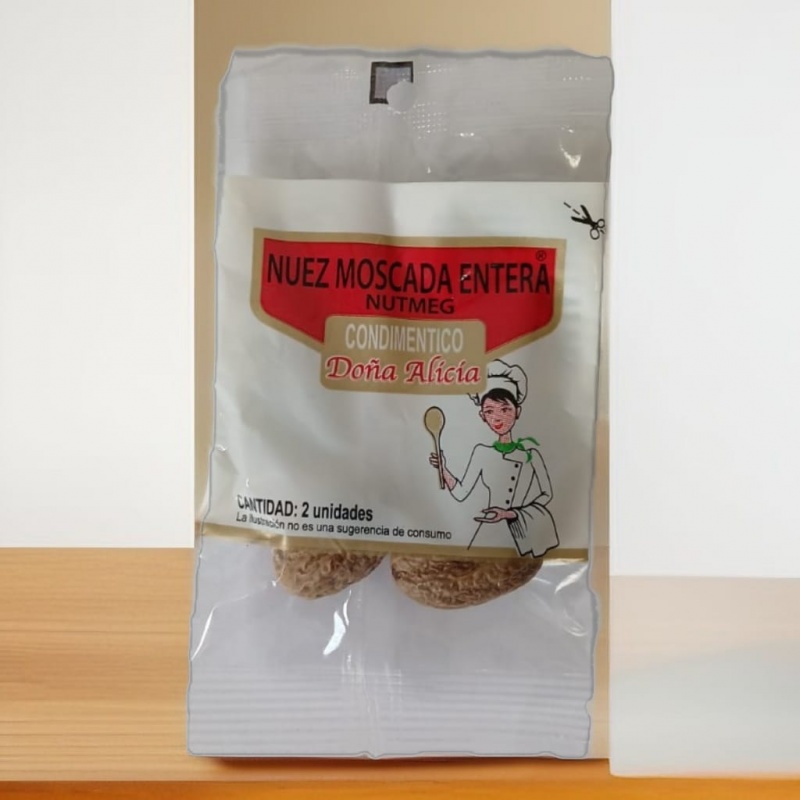 NUEZ MOSCADA ENTERA®
NUTMEG
CONDIMENTICO
Doña Alicia
CANTIDAD: 2 unidades
La ilustración no es una sugerencia de consumo